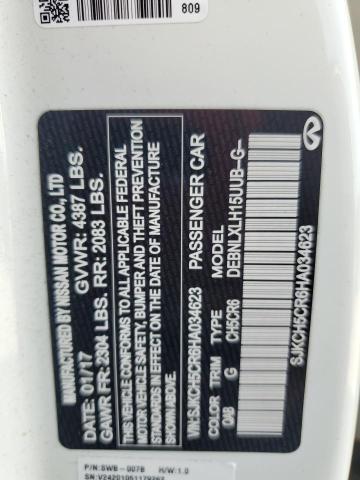 809
MANUFACTURED BY NISSAN MOTOR CO., LTD
DATE: 01/17 GVWR: 4387 LBS.
GAWR FR: 2304 LBS. RR: 2083 LBS.
THIS VEHICLE CONFORMS TO ALL APPLICABLE FEDERAL
MOTOR VEHICLE SAFETY, BUMPER AND THEFT PREVENTION
STANDARDS IN EFFECT ON THE DATE OF MANUFACTURE
SHOWN ABOVE.
VIN: SJKCH5CR6HA034623 PASSENGER CAR
COLOR TRIM TYPE MODEL
QAB G CH5CR6 DEBNLXLH15UUB-G-
SJKCH5CR6HA034623
P/N:SWB-007B H/W:1.0